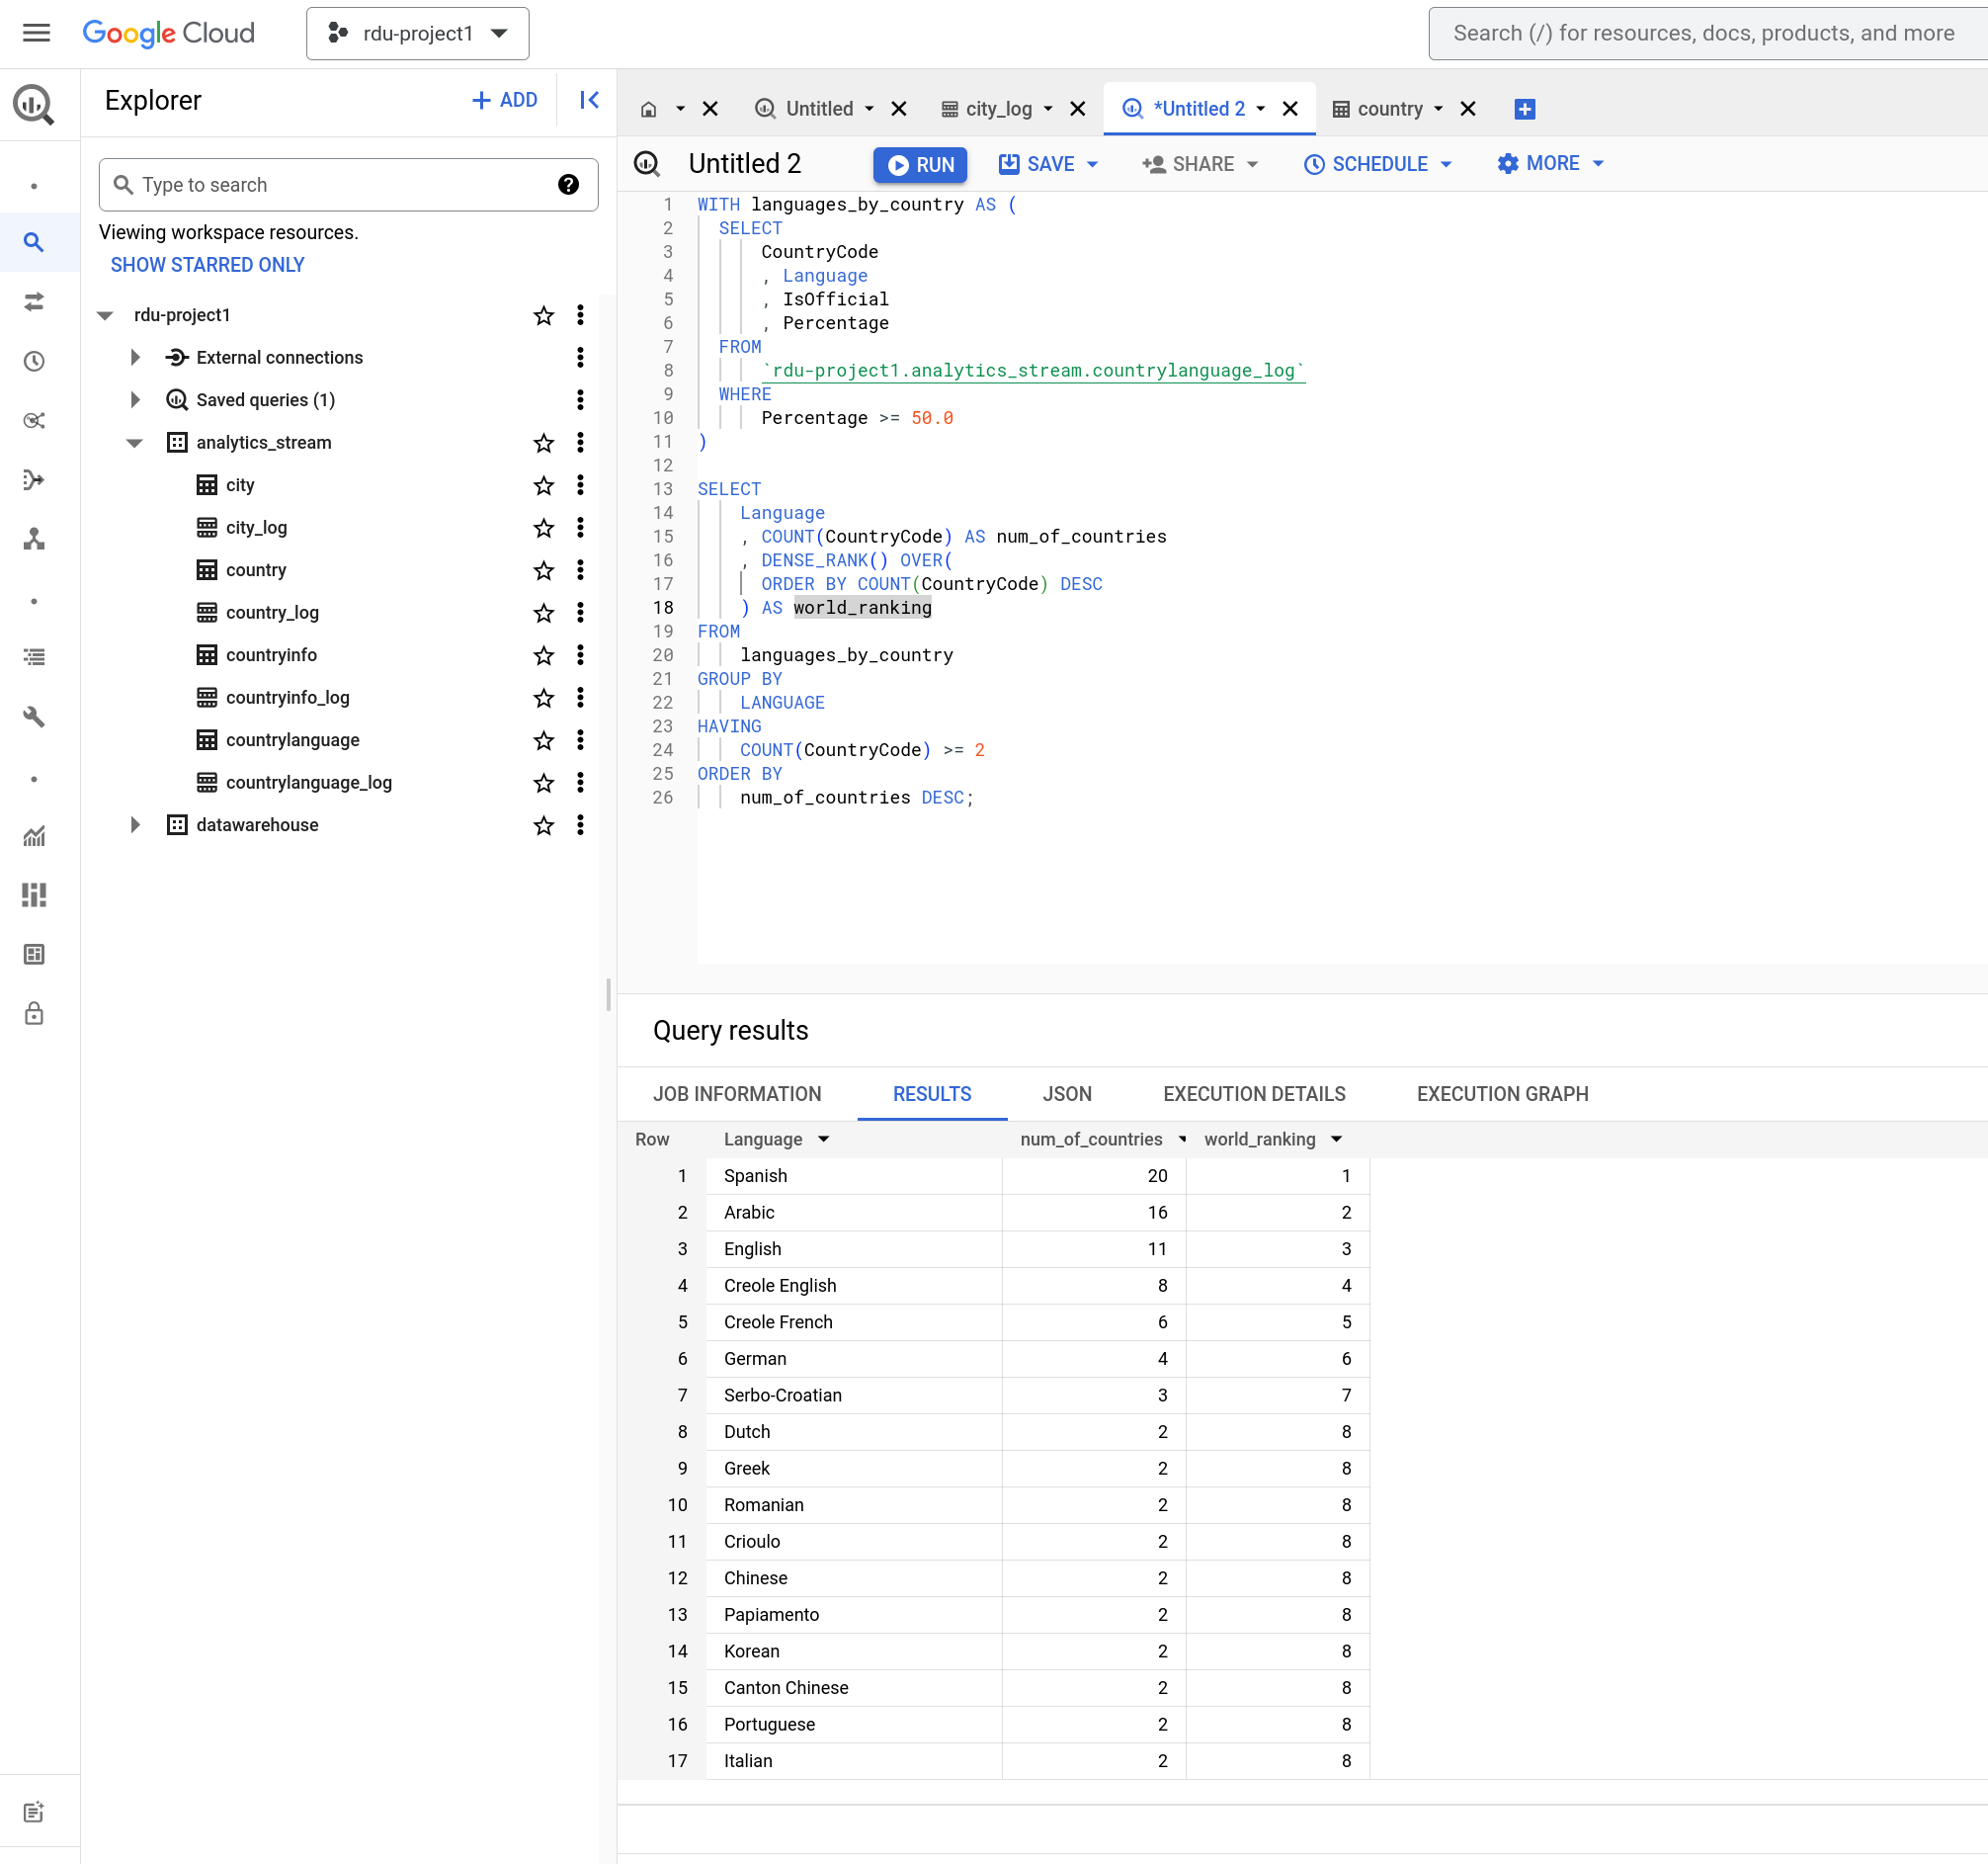 Google Cloud
rdu-project1
Search (/) for resources, docs, products, and more
Explorer
+ ADD
Type to search
Viewing workspace resources.
SHOW STARRED ONLY
rdu-project1
External connections
Saved queries (1)
analytics_stream
city
city_log
country
country_log
countryinfo
countryinfo_log
countrylanguage
countrylanguage_log
datawarehouse
Untitled
city_log
*Untitled 2
country
Untitled 2
RUN
SAVE
SHARE
SCHEDULE
MORE
1 WITH languages_by_country AS (
2 SELECT
3 CountryCode
4 , Language
5 , IsOfficial
6 , Percentage
7 FROM
8 `rdu-project1.analytics_stream.countrylanguage_log`
9 WHERE
10 Percentage >= 50.0
11 )
12
13 SELECT
14 Language
15 , COUNT(CountryCode) AS num_of_countries
16 , DENSE_RANK() OVER(
17 ORDER BY COUNT(CountryCode) DESC
18 ) AS world_ranking
19 FROM
20 languages_by_country
21 GROUP BY
22 LANGUAGE
23 HAVING
24 COUNT(CountryCode) >= 2
25 ORDER BY
26 num_of_countries DESC;
Query results
JOB INFORMATION RESULTS JSON EXECUTION DETAILS EXECUTION GRAPH
Row Language num_of_countries world_ranking
1 Spanish 20 1
2 Arabic 16 2
3 English 11 3
4 Creole English 8 4
5 Creole French 6 5
6 German 4 6
7 Serbo-Croatian 3 7
8 Dutch 2 8
9 Greek 2 8
10 Romanian 2 8
11 Crioulo 2 8
12 Chinese 2 8
13 Papiamento 2 8
14 Korean 2 8
15 Canton Chinese 2 8
16 Portuguese 2 8
17 Italian 2 8